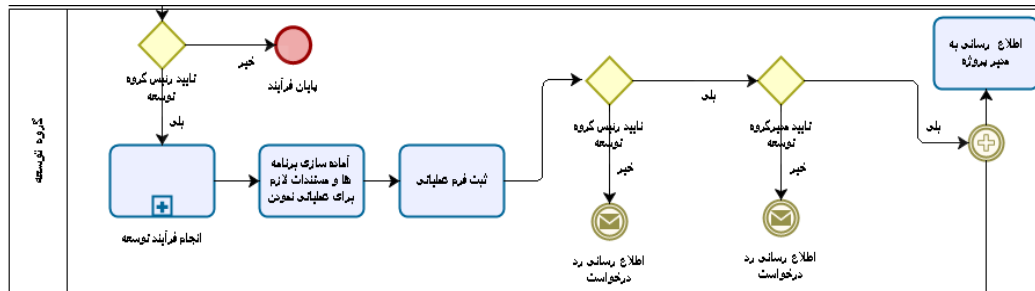 گروه توسعه
تایید رئیس گروه
توسعه
خیر
پایان فرآیند
بلی
انجام فرآیند توسعه
آماده سازی برنامه
ها و مستندات لازم
برای عملیاتی نمودن
ثبت فرم عملیاتی
تایید رئیس گروه
توسعه
بلی
خیر
اطلاع رسانی رد
درخواست
تایید مدیرگروه
توسعه
بلی
خیر
اطلاع رسانی رد
درخواست
اطلاع رسانی به
مدیر پروژه